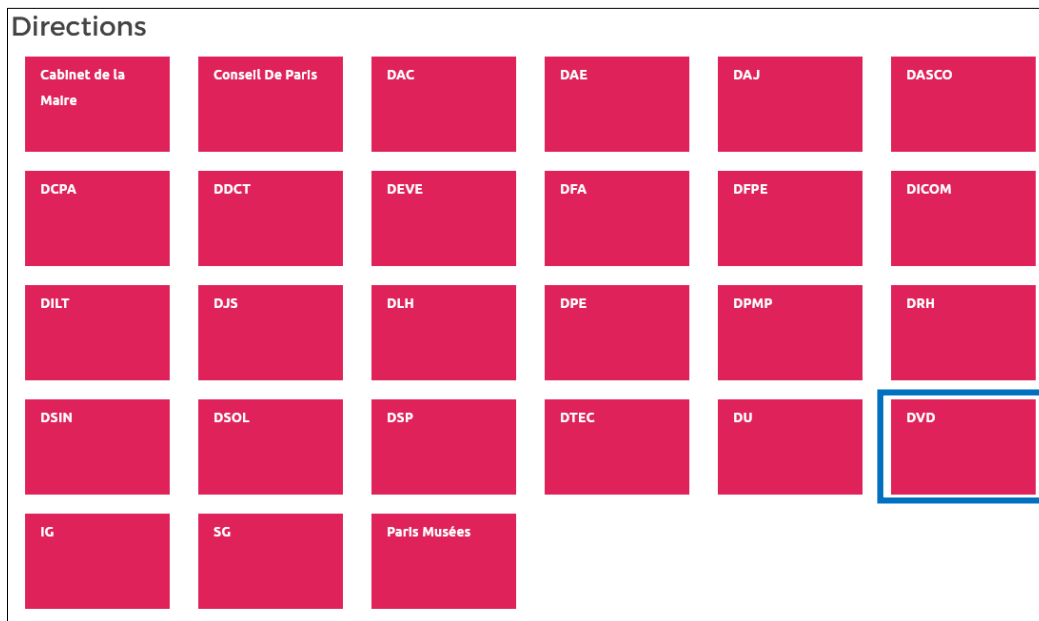 Directions
Cabinet de la
Maire
Conseil De Paris
DAC
DAE
DAJ
DASCO
DCPA
DDCT
DEVE
DFA
DFPE
DICOM
DILT
DJS
DLH
DPE
DPMP
DRH
DSIN
DSOL
DSP
DTEC
DU
DVD
IG
SG
Paris Musées